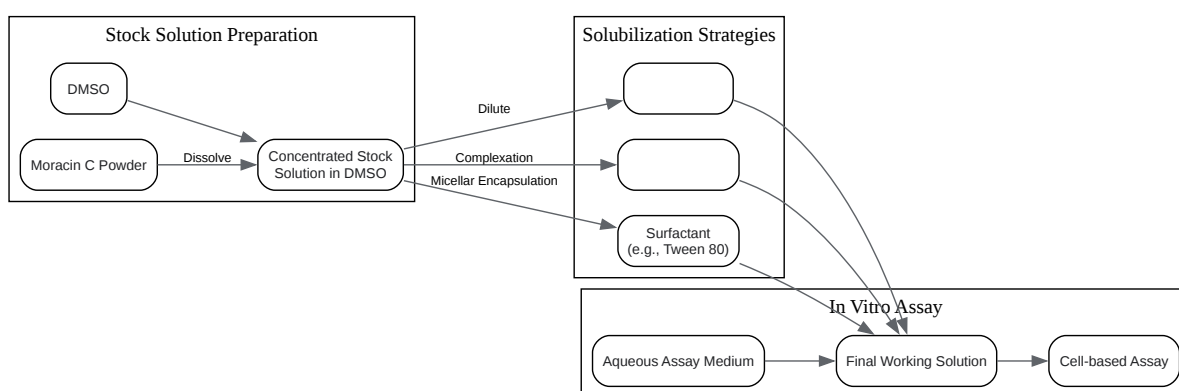 Stock Solution Preparation
DMSO
Moracin C Powder
Dissolve
Concentrated Stock
Solution in DMSO
Dilute
Complexation
Micellar Encapsulation
Solubilization Strategies
Surfactant
(e.g., Tween 80)
In Vitro Assay
Aqueous Assay Medium
Final Working Solution
Cell-based Assay